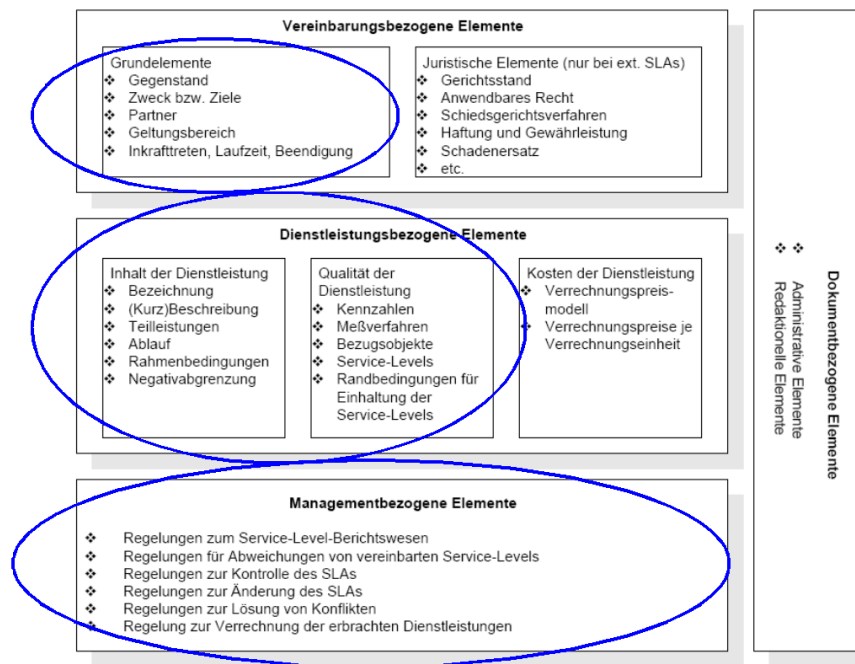 Vereinbarungsbezogene Elemente
Grundelemente
❖ Gegenstand
❖ Zweck bzw. Ziele
❖ Partner
❖ Geltungsbereich
❖ Inkrafttreten, Laufzeit, Beendigung
Juristische Elemente (nur bei ext. SLAs)
❖ Gerichtsstand
❖ Anwendbares Recht
❖ Schiedsgerichtsverfahren
❖ Haftung und Gewährleistung
❖ Schadenersatz
❖ etc.
Dienstleistungsbezogene Elemente
Inhalt der Dienstleistung
❖ Bezeichnung
❖ (Kurz)Beschreibung
❖ Teilleistungen
❖ Ablauf
❖ Rahmenbedingungen
❖ Negativabgrenzung
Qualität der
Dienstleistung
❖ Kennzahlen
❖ Meßverfahren
❖ Bezugsobjekte
❖ Service-Levels
❖ Randbedingungen für
Einhaltung der
Service-Levels
Kosten der Dienstleistung
❖ Verrechnungspreis-
modell
❖ Verrechnungspreise je
Verrechnungseinheit
Managementbezogene Elemente
❖ Regelungen zum Service-Level-Berichtswesen
❖ Regelungen für Abweichungen von vereinbarten Service-Levels
❖ Regelungen zur Kontrolle des SLAs
❖ Regelungen zur Änderung des SLAs
❖ Regelungen zur Lösung von Konflikten
❖ Regelung zur Verrechnung der erbrachten Dienstleistungen
Dokumentbezogene Elemente
❖ Administrative Elemente
❖ Redaktionelle Elemente